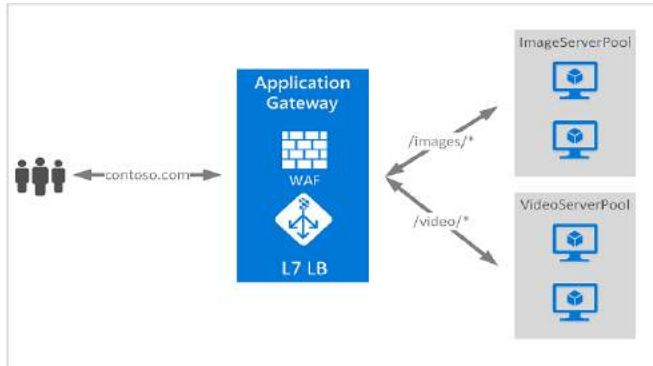 contoso.com
Application
Gateway
WAF
L7 LB
/images/*
/video/*
ImageServerPool
VideoServerPool